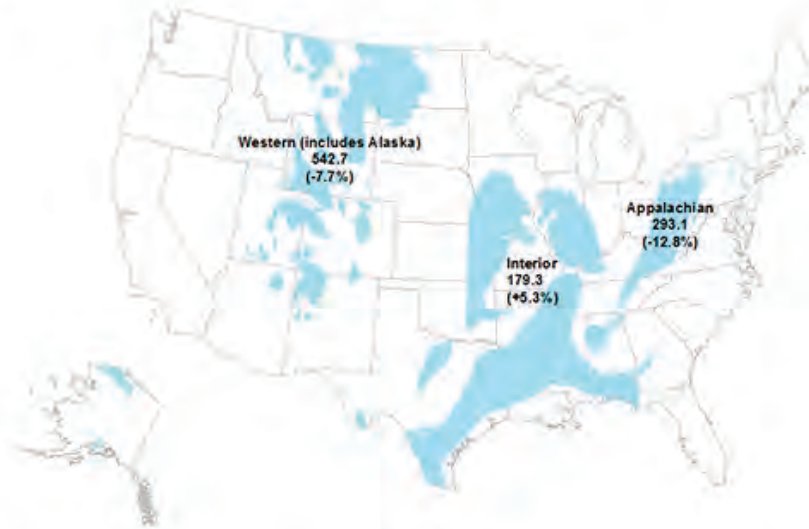 Western (includes Alaska)
542.7
(-7.7%)
Appalachian
293.1
(-12.8%)
Interior
179.3
(+5.3%)